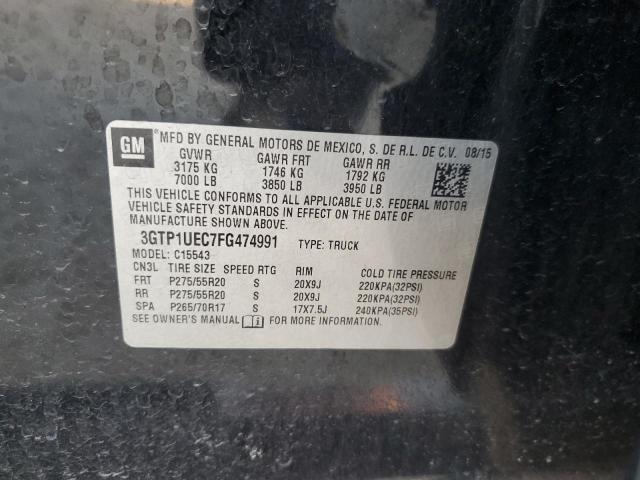 GM
®MFD BY GENERAL MOTORS DE MEXICO, S. DE R.L. DE C.V. 08/15
GVWR GAWR FRT GAWR RR
3175 KG 1746 KG 1792 KG
7000 LB 3850 LB 3950 LB
THIS VEHICLE CONFORMS TO ALL APPLICABLE U.S. FEDERAL MOTOR
VEHICLE SAFETY STANDARDS IN EFFECT ON THE DATE OF
MANUFACTURE SHOWN ABOVE.
3GTP1UEC7FG474991 TYPE: TRUCK
MODEL: C15543
CN3L TIRE SIZE SPEED RTG RIM COLD TIRE PRESSURE
FRT P275/55R20 S 20X9J 220KPA(32PSI)
RR P275/55R20 S 20X9J 220KPA(32PSI)
SPA P265/70R17 S 17X7.5J 240KPA(35PSI)
SEE OWNER'S MANUAL FOR MORE INFORMATION.